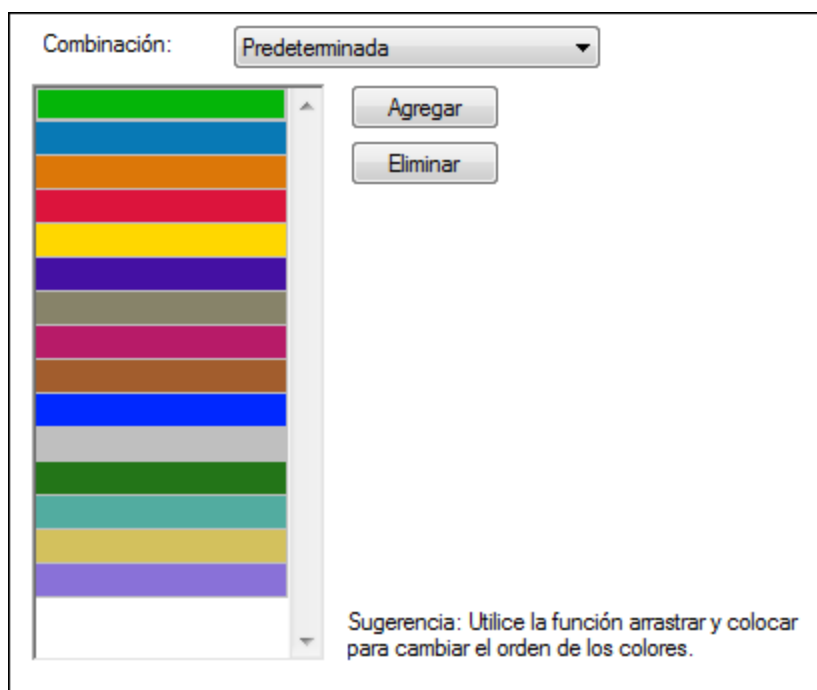 Combinación:
Predeterminada
Agregar
Eliminar
Sugerencia: Utilice la función arrastrar y colocar
para cambiar el orden de los colores.